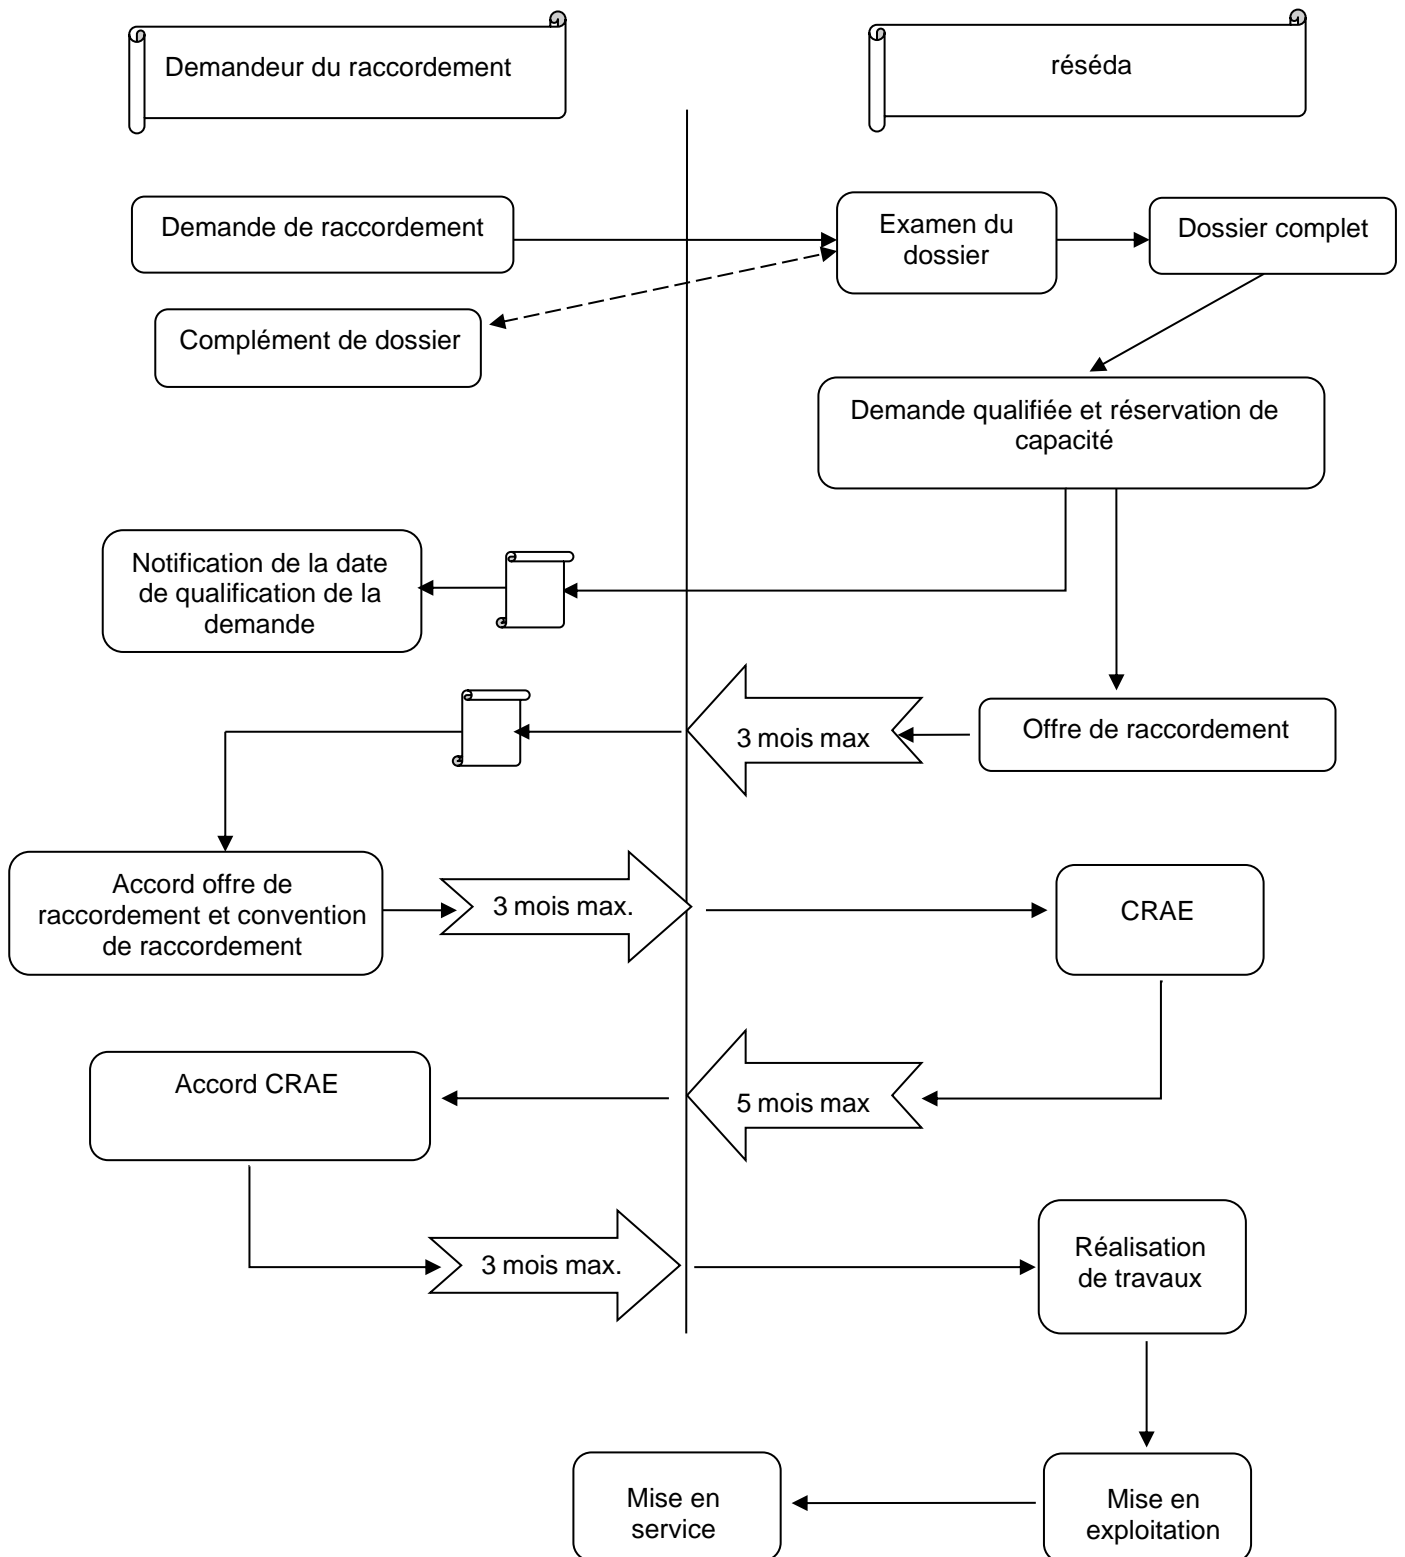 Demandeur du raccordement
réséda
Demande de raccordement
Examen du
dossier
Dossier complet
Complément de dossier
Demande qualifiée et réservation de
capacité
Notification de la date
de qualification de la
demande
3 mois max
Offre de raccordement
Accord offre de
raccordement et convention
de raccordement
3 mois max.
CRAE
Accord CRAE
5 mois max
3 mois max.
Réalisation
de travaux
Mise en
service
Mise en
exploitation